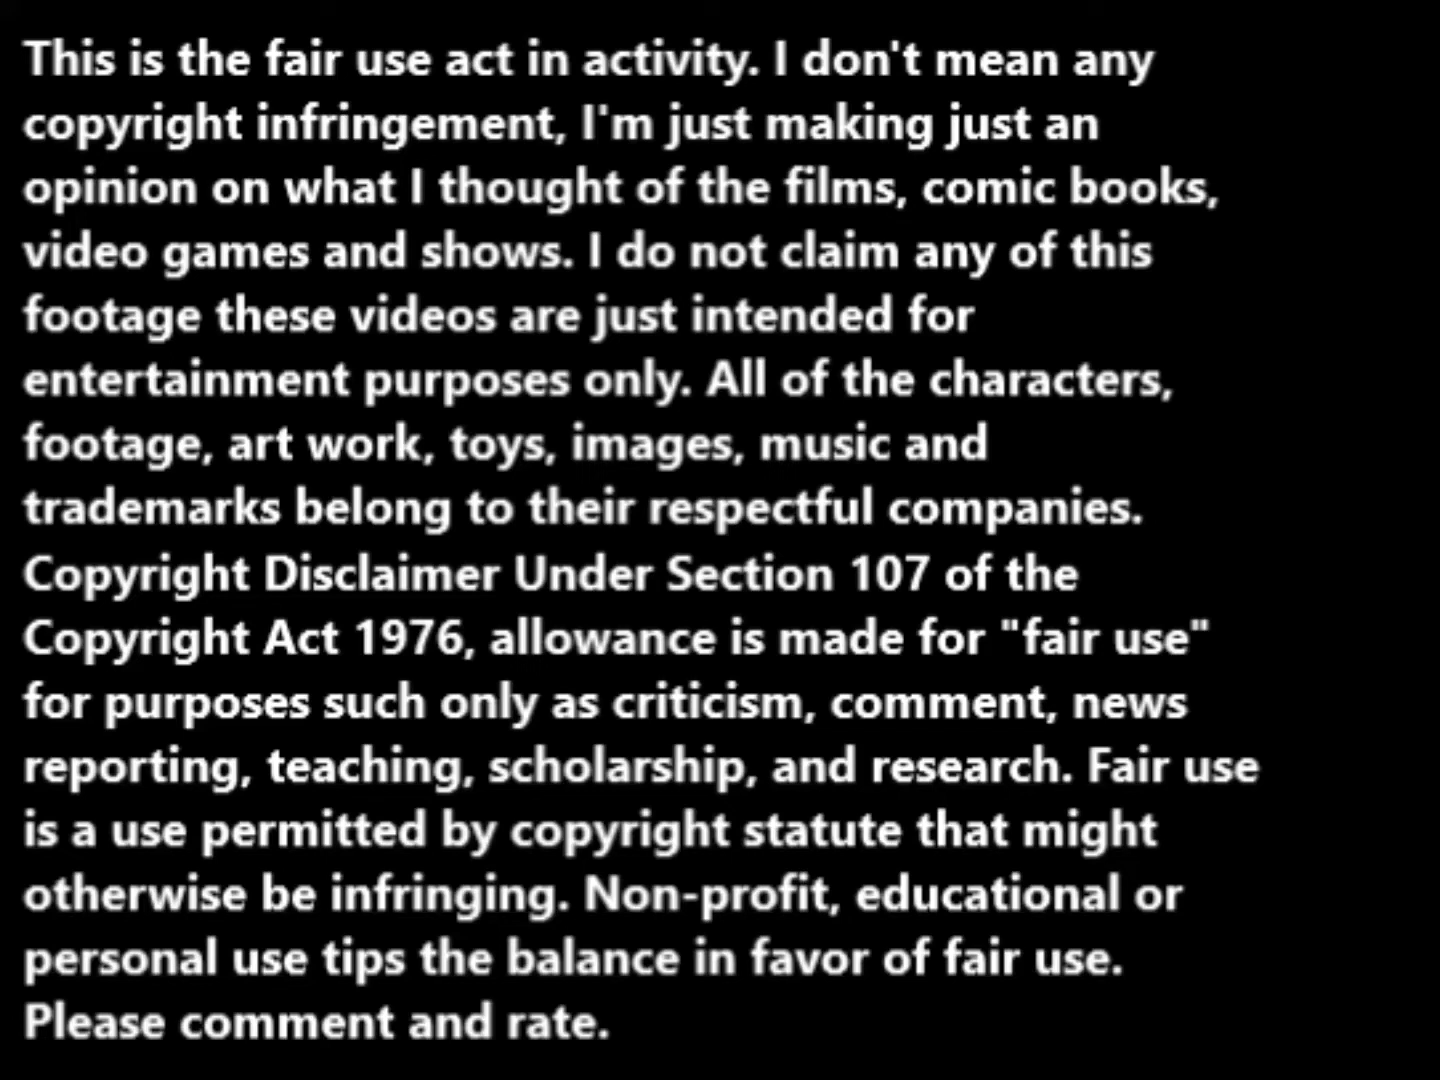 This is the fair use act in activity. I don't mean any
copyright infringement, I'm just making just an
opinion on what I thought of the films, comic books,
video games and shows. I do not claim any of this
footage these videos are just intended for
entertainment purposes only. All of the characters,
footage, art work, toys, images, music and
trademarks belong to their respectful companies.
Copyright Disclaimer Under Section 107 of the
Copyright Act 1976, allowance is made for "fair use"
for purposes such only as criticism, comment, news
reporting, teaching, scholarship, and research. Fair use
is a use permitted by copyright statute that might
otherwise be infringing. Non-profit, educational or
personal use tips the balance in favor of fair use.
Please comment and rate.